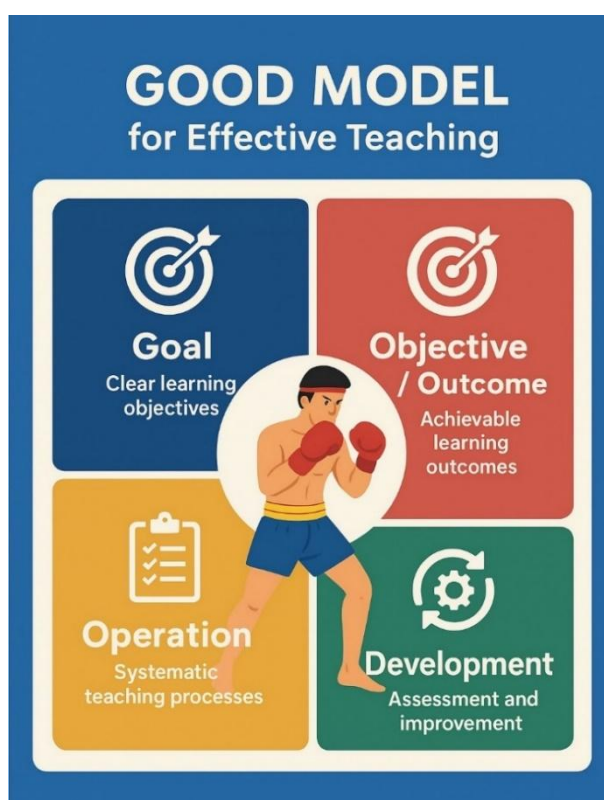 GOOD MODEL
for Effective Teaching
Goal
Clear learning
objectives
Objective
/ Outcome
Achievable
learning
outcomes
Operation
Systematic
teaching processes
Development
Assessment and
improvement